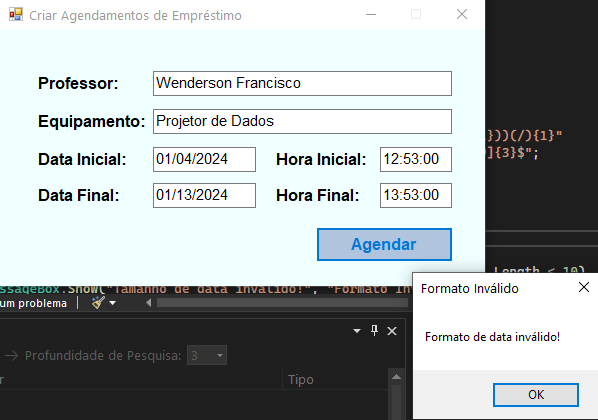 Criar Agendamentos de Empréstimo
Professor: Wenderson Francisco
Equipamento: Projetor de Dados
}))(/){1}"
]{3}$";
Data Inicial: 01/04/2024 Hora Inicial: 12:53:00
Data Final: 01/13/2024 Hora Final: 13:53:00
Agendar
Length < 10)
ssageBox.Show("Tamanho de data inválido!", "Formato In
um problema
Formato Inválido
Formato de data inválido!
OK
Profundidade de Pesquisa: 3
Tipo